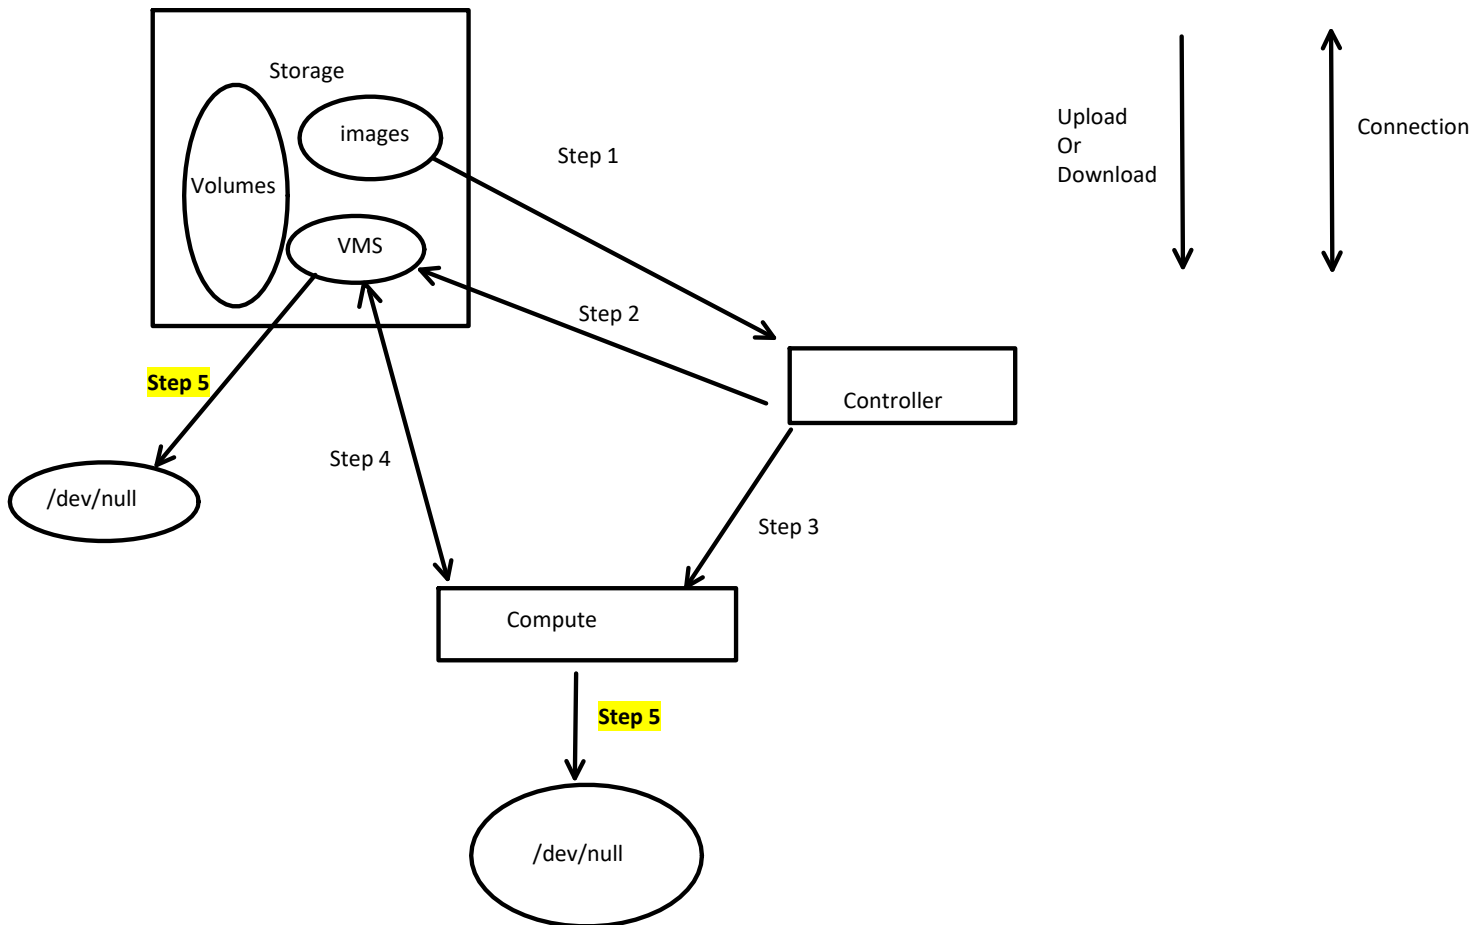 Storage
images
Volumes
VMS
Step 1
Upload
Or
Download
Connection
Step 2
Step 5
Controller
Step 4
/dev/null
Step 3
Compute
Step 5
/dev/null